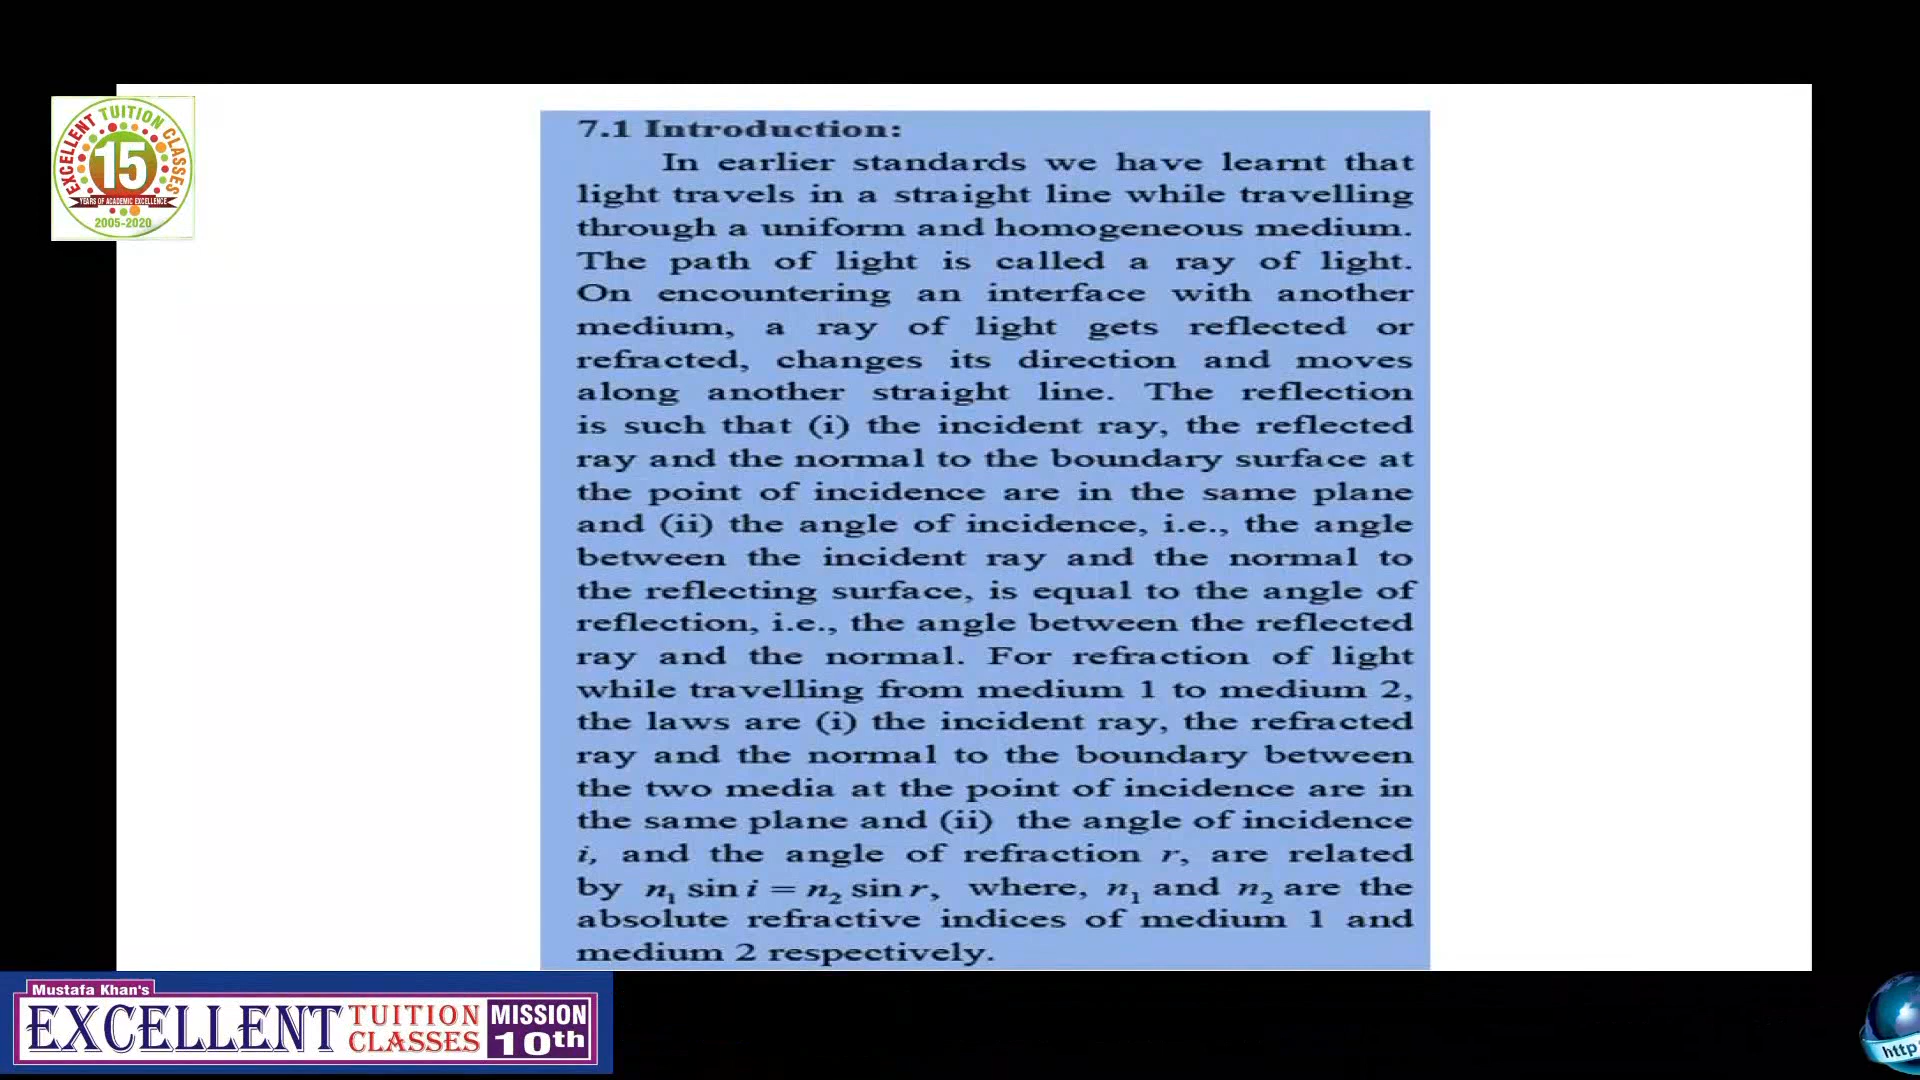 EXCELLENT TUITION CLASSES
15
YEARS OF ACADEMIC EXCELLENCE
2005-2020
7.1 Introduction:
In earlier standards we have learnt that
light travels in a straight line while travelling
through a uniform and homogeneous medium.
The path of light is called a ray of light.
On encountering an interface with another
medium, a ray of light gets reflected or
refracted, changes its direction and moves
along another straight line. The reflection
is such that (i) the incident ray, the reflected
ray and the normal to the boundary surface at
the point of incidence are in the same plane
and (ii) the angle of incidence, i.e., the angle
between the incident ray and the normal to
the reflecting surface, is equal to the angle of
reflection, i.e., the angle between the reflected
ray and the normal. For refraction of light
while travelling from medium 1 to medium 2,
the laws are (i) the incident ray, the refracted
ray and the normal to the boundary between
the two media at the point of incidence are in
the same plane and (ii) the angle of incidence
i, and the angle of refraction r, are related
by n₁ sin i = n₂ sin r, where, n₁ and n₂ are the
absolute refractive indices of medium 1 and
medium 2 respectively.
Mustafa Khan's
EXCELLENT TUITION CLASSES MISSION 10th
http